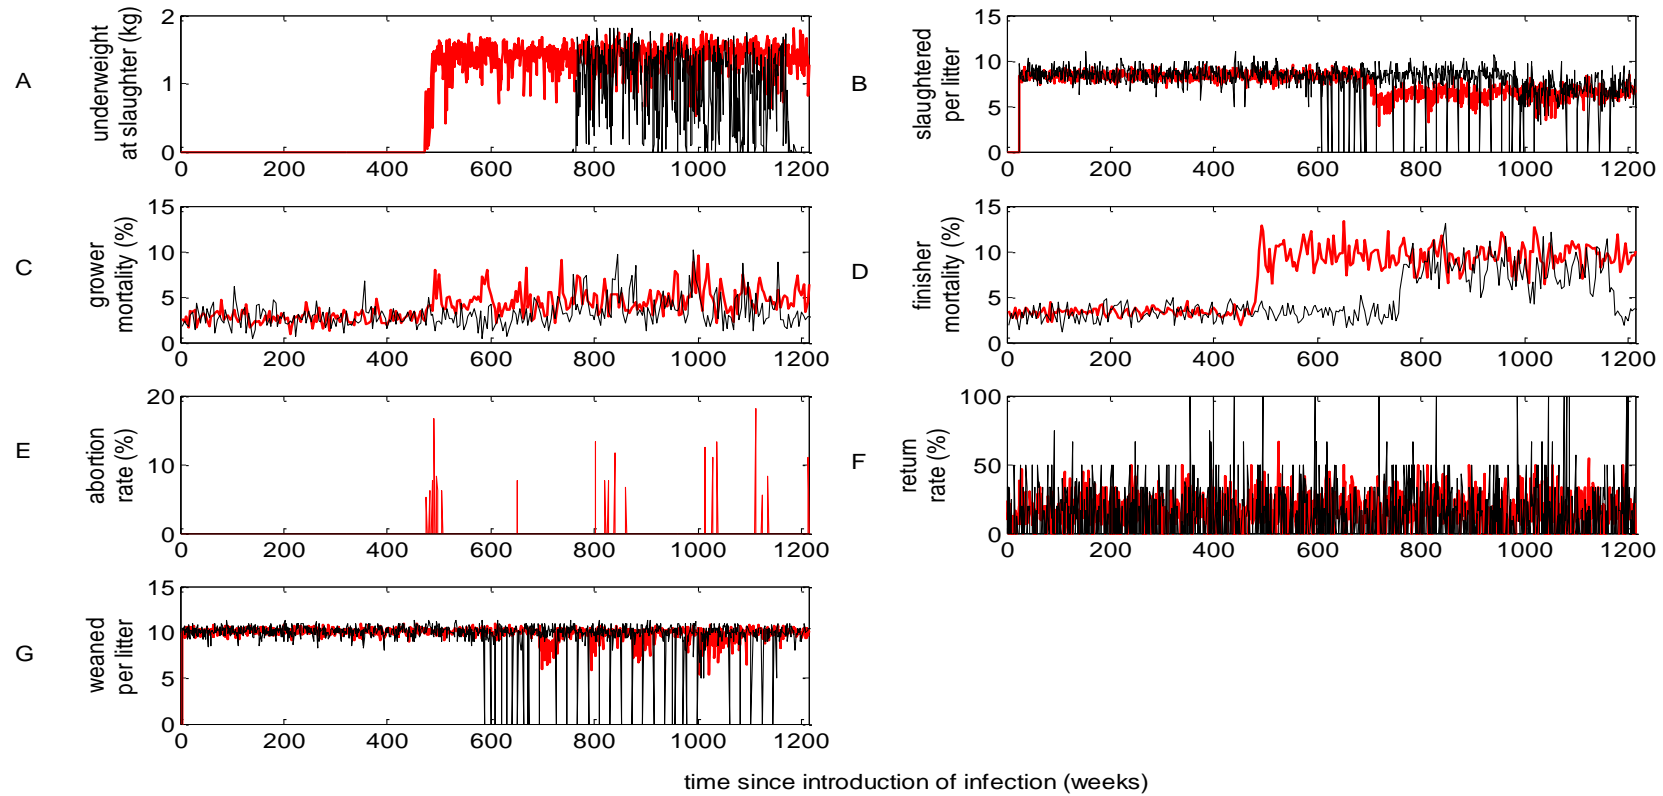 A
underweight
at slaughter (kg)
2
1
0
0 200 400 600 800 1000 1200
B
slaughtered
per litter
15
10
5
0
0 200 400 600 800 1000 1200
C
grower
mortality (%)
15
10
5
0
0 200 400 600 800 1000 1200
D
finisher
mortality (%)
15
10
5
0
0 200 400 600 800 1000 1200
E
abortion
rate (%)
20
10
0
0 200 400 600 800 1000 1200
F
return
rate (%)
100
50
0
0 200 400 600 800 1000 1200
G
weaned
per litter
15
10
5
0
0 200 400 600 800 1000 1200
time since introduction of infection (weeks)